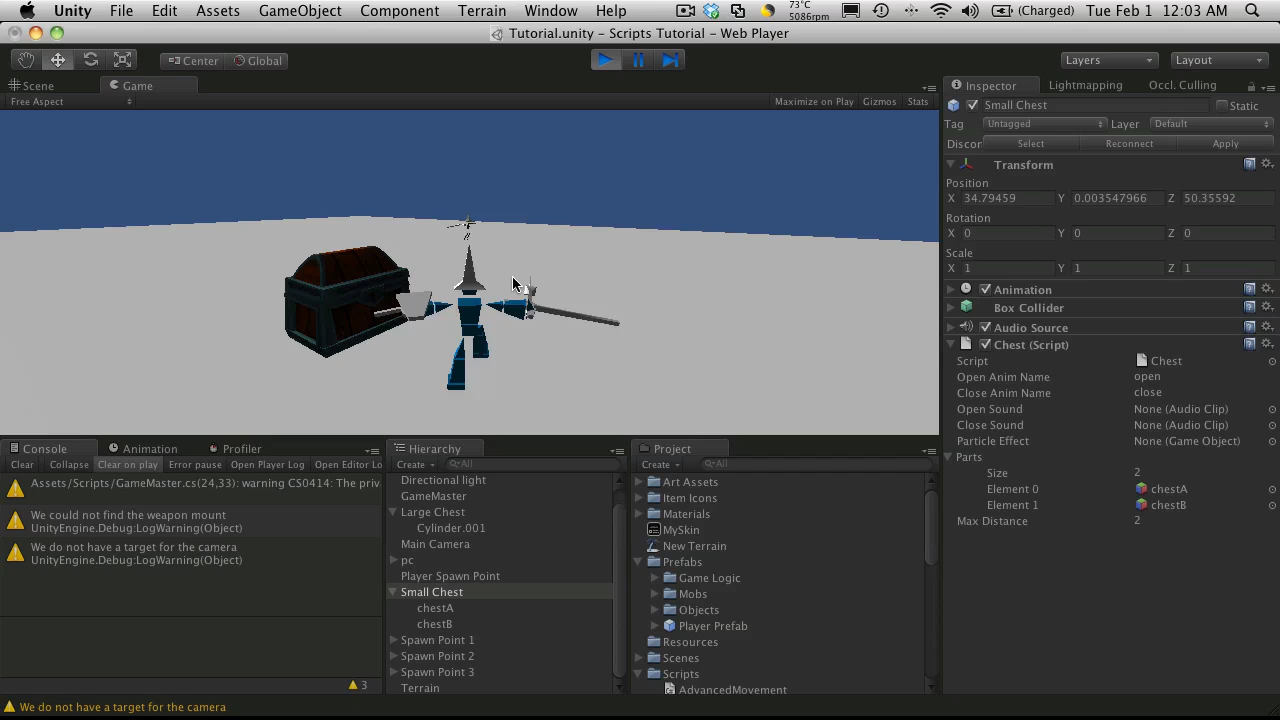 Unity File Edit Assets GameObject Component Terrain Window Help 73°C 5086rpm (Charged) Tue Feb 1 12:03 AM
Tutorial.unity - Scripts Tutorial - Web Player
Center Global Layers Layout
Scene Game
Free Aspect Maximize on Play Gizmos Stats
Inspector Lightmapping Occl. Culling
Small Chest Static
Tag Untagged Layer Default
Discor Select Reconnect Apply
Transform
Position
X 34.79459 Y 0.003547966 Z 50.35592
Rotation
X 0 Y 0 Z 0
Scale
X 1 Y 1 Z 1
Animation
Box Collider
Audio Source
Chest (Script)
Script Chest
Open Anim Name open
Close Anim Name close
Open Sound None (Audio Clip)
Close Sound None (Audio Clip)
Particle Effect None (Game Object)
Parts
Size 2
Element 0 chestA
Element 1 chestB
Max Distance 2
Console Animation Profiler
Clear Collapse Clear on play Error pause Open Player Log Open Editor Lo
Assets/Scripts/GameMaster.cs(24,33): warning CS0414: The priv
We could not find the weapon mount
UnityEngine.Debug:LogWarning(Object)
We do not have a target for the camera
UnityEngine.Debug:LogWarning(Object)
3
Hierarchy
Create All
Directional light
GameMaster
Large Chest
Cylinder.001
Main Camera
pc
Player Spawn Point
Small Chest
chestA
chestB
Spawn Point 1
Spawn Point 2
Spawn Point 3
Terrain
Project
Create All
Art Assets
Item Icons
Materials
MySkin
New Terrain
Prefabs
Game Logic
Mobs
Objects
Player Prefab
Resources
Scenes
Scripts
AdvancedMovement
We do not have a target for the camera